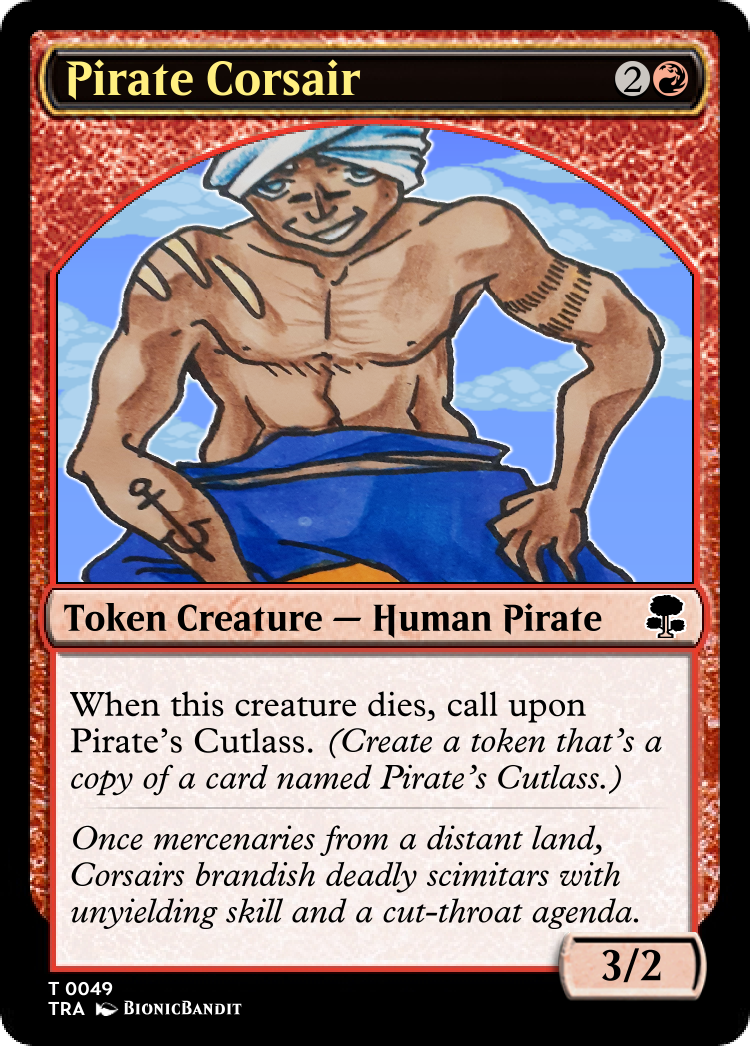 Pirate Corsair 2
Token Creature — Human Pirate
When this creature dies, call upon
Pirate's Cutlass. (Create a token that's a
copy of a card named Pirate's Cutlass.)
Once mercenaries from a distant land,
Corsairs brandish deadly scimitars with
unyielding skill and a cut-throat agenda.
3/2
T 0049
TRA BionicBandit